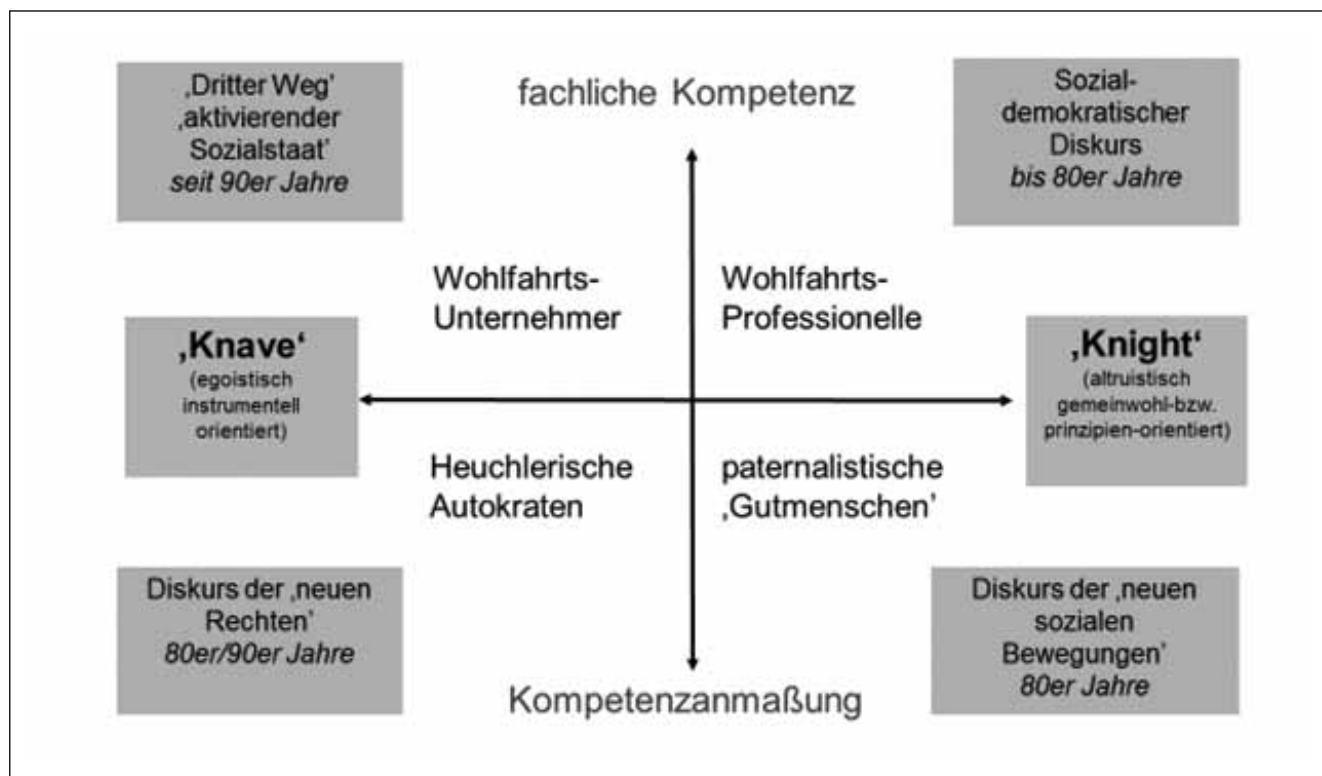 ‚Dritter Weg’
‚aktivierender
Sozialstaat’
seit 90er Jahre
fachliche Kompetenz
Sozial-
demokratischer
Diskurs
bis 80er Jahre
Wohlfahrts-
Unternehmer
Wohlfahrts-
Professionelle
‚Knave‘
(egoistisch
instrumentell
orientiert)
‚Knight‘
(altruistisch
gemeinwohl-bzw.
prinzipien-orientiert)
Heuchlerische
Autokraten
paternalistische
‚Gutmenschen’
Diskurs der ‚neuen
Rechten’
80er/90er Jahre
Kompetenzanmaßung
Diskurs der ‚neuen
sozialen
Bewegungen’
80er Jahre